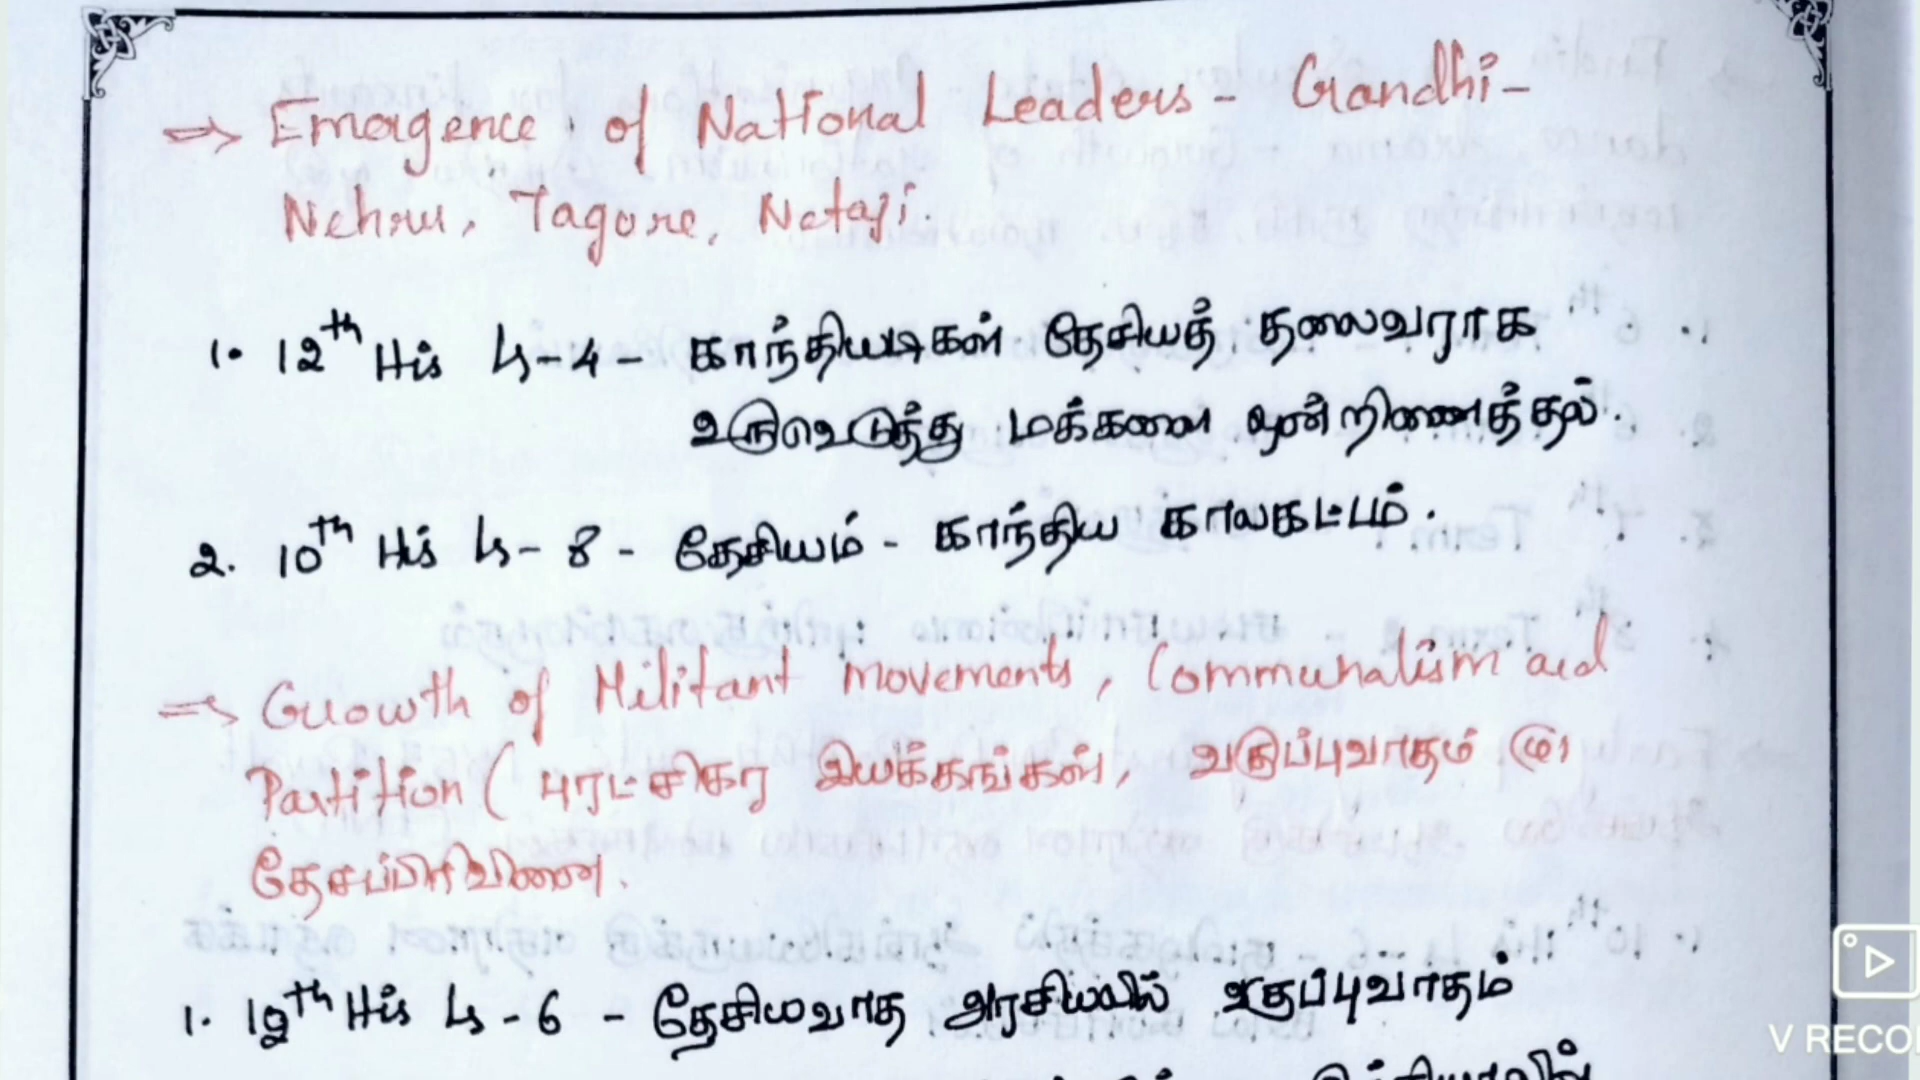 ⇒ Emergence of National Leaders - Gandhi -
Nehru, Tagore, Netaji.
1. 12th His L-4 - காந்தியடிகள் தேசியத் தலைவராக
உருவெடுத்து மக்களை ஒன்றிணைத்தல்.
2. 10th His L-8 - தேசியம் - காந்திய காலகட்டம்.
⇒ Growth of Militant movements, Communalism and
Partition ( புரட்சிகர இயக்கங்கள், வகுப்புவாதம்
தேசப்பிரிவினை.
1. 12th His L-6 - தேசியவாத அரசியலில் வகுப்புவாதம்
V RECO